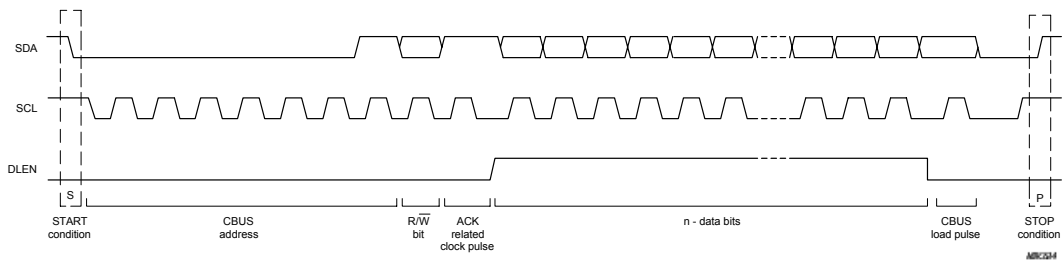 SDA
SCL
DLEN
S
P
START
condition
CBUS
address
R/W̅
bit
ACK
related
clock pulse
n - data bits
CBUS
load pulse
STOP
condition